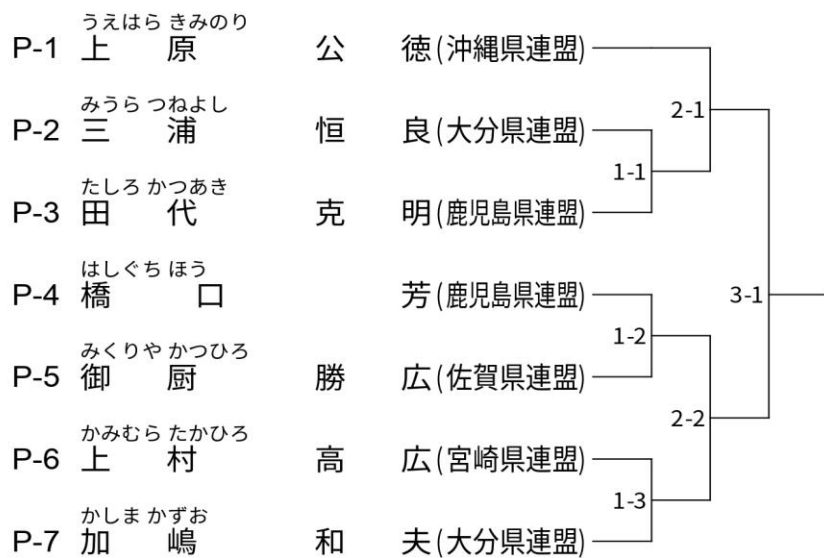 うえはら きみのり
P-1 上原 公徳(沖縄県連盟)
2-1
みうら つねよし
P-2 三浦 恒良(大分県連盟)
1-1
たしろ かつあき
P-3 田代 克明(鹿児島県連盟)
はしぐち ほう
P-4 橋口 芳(鹿児島県連盟)
3-1
1-2
みくりや かつひろ
P-5 御厨 勝広(佐賀県連盟)
2-2
かみむら たかひろ
P-6 上村 高広(宮崎県連盟)
1-3
かしま かずお
P-7 加嶋 和夫(大分県連盟)